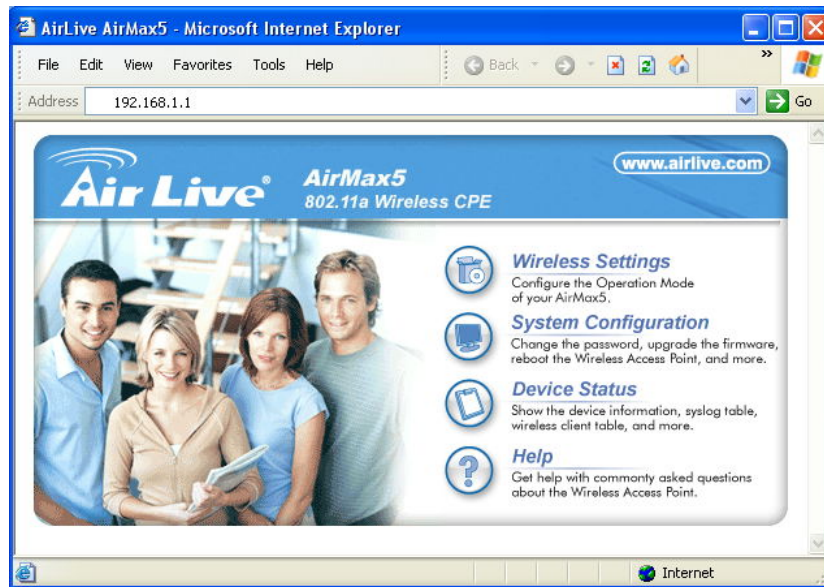 AirLive AirMax5 - Microsoft Internet Explorer
File Edit View Favorites Tools Help
Back
»
Address 192.168.1.1
Go
Air Live®
AirMax5
802.11a Wireless CPE
www.airlive.com
Wireless Settings
Configure the Operation Mode
of your AirMax5.
System Configuration
Change the password, upgrade the firmware,
reboot the Wireless Access Point, and more.
Device Status
Show the device information, syslog table,
wireless client table, and more.
Help
Get help with commonty asked questions
about the Wireless Access Point.
Internet